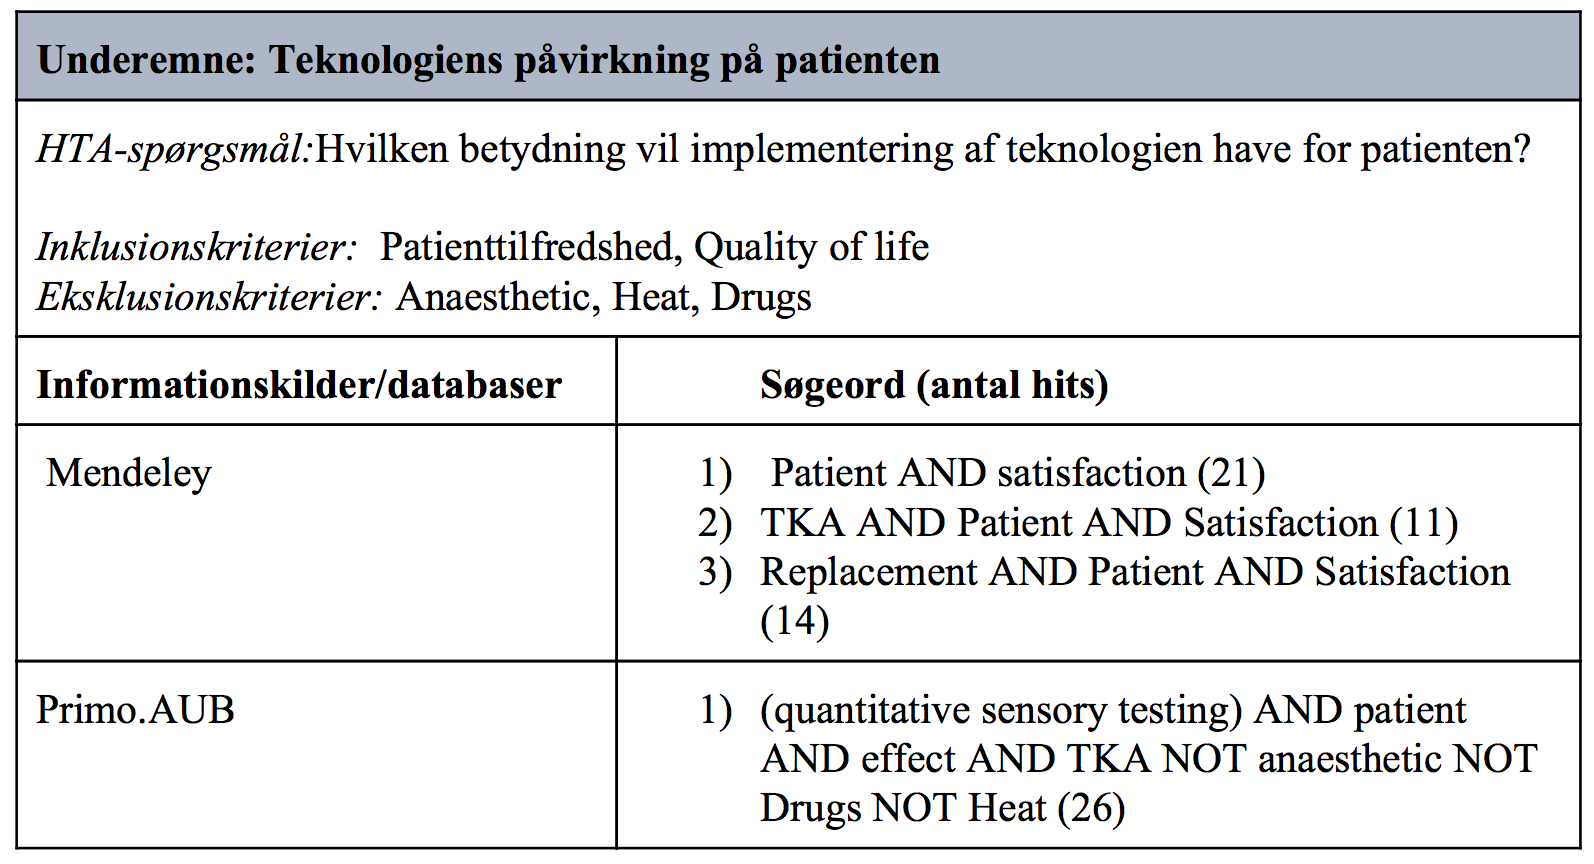 Underemne: Teknologiens påvirkning på patienten
HTA-spørgsmål:Hvilken betydning vil implementering af teknologien have for patienten?
Inklusionskriterier: Patienttilfredshed, Quality of life
Eksklusionskriterier: Anaesthetic, Heat, Drugs
Informationskilder/databaser
Søgeord (antal hits)
Mendeley
1) Patient AND satisfaction (21)
2) TKA AND Patient AND Satisfaction (11)
3) Replacement AND Patient AND Satisfaction
(14)
Primo.AUB
1) (quantitative sensory testing) AND patient
AND effect AND TKA NOT anaesthetic NOT
Drugs NOT Heat (26)